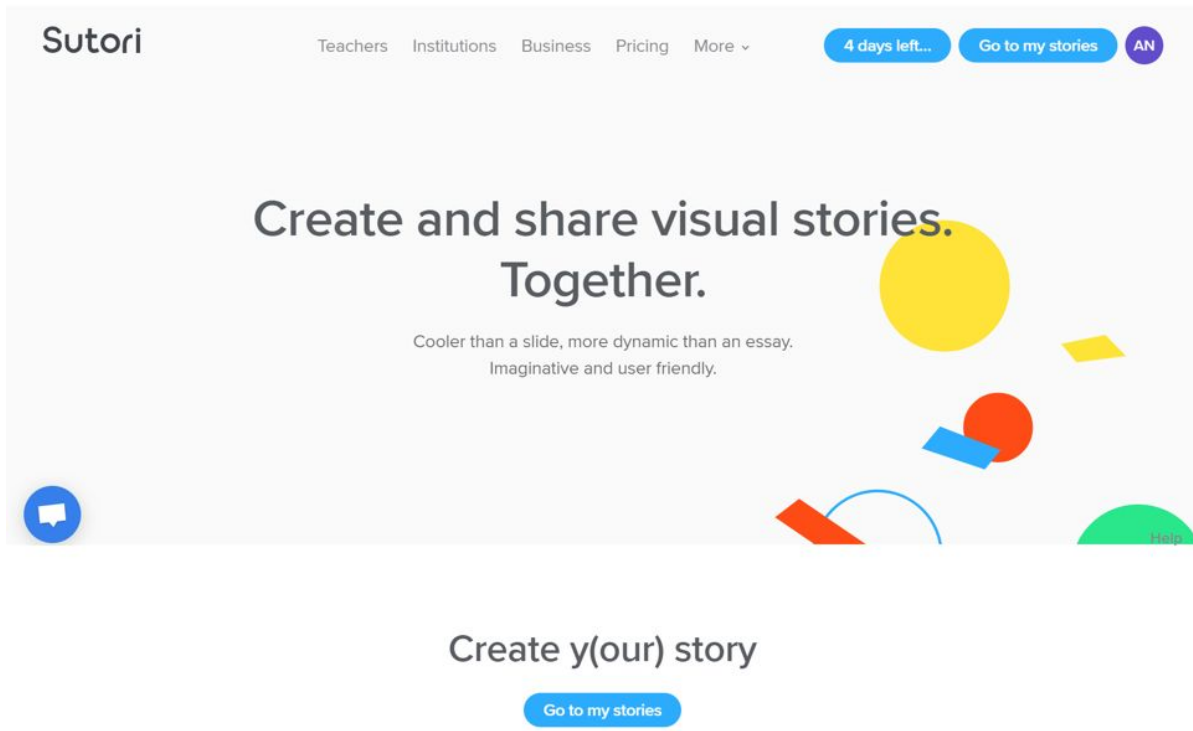 Sutori
Teachers Institutions Business Pricing More
4 days left... Go to my stories AN
Create and share visual stories.
Together.
Cooler than a slide, more dynamic than an essay.
Imaginative and user friendly.
Help
Create y(our) story
Go to my stories